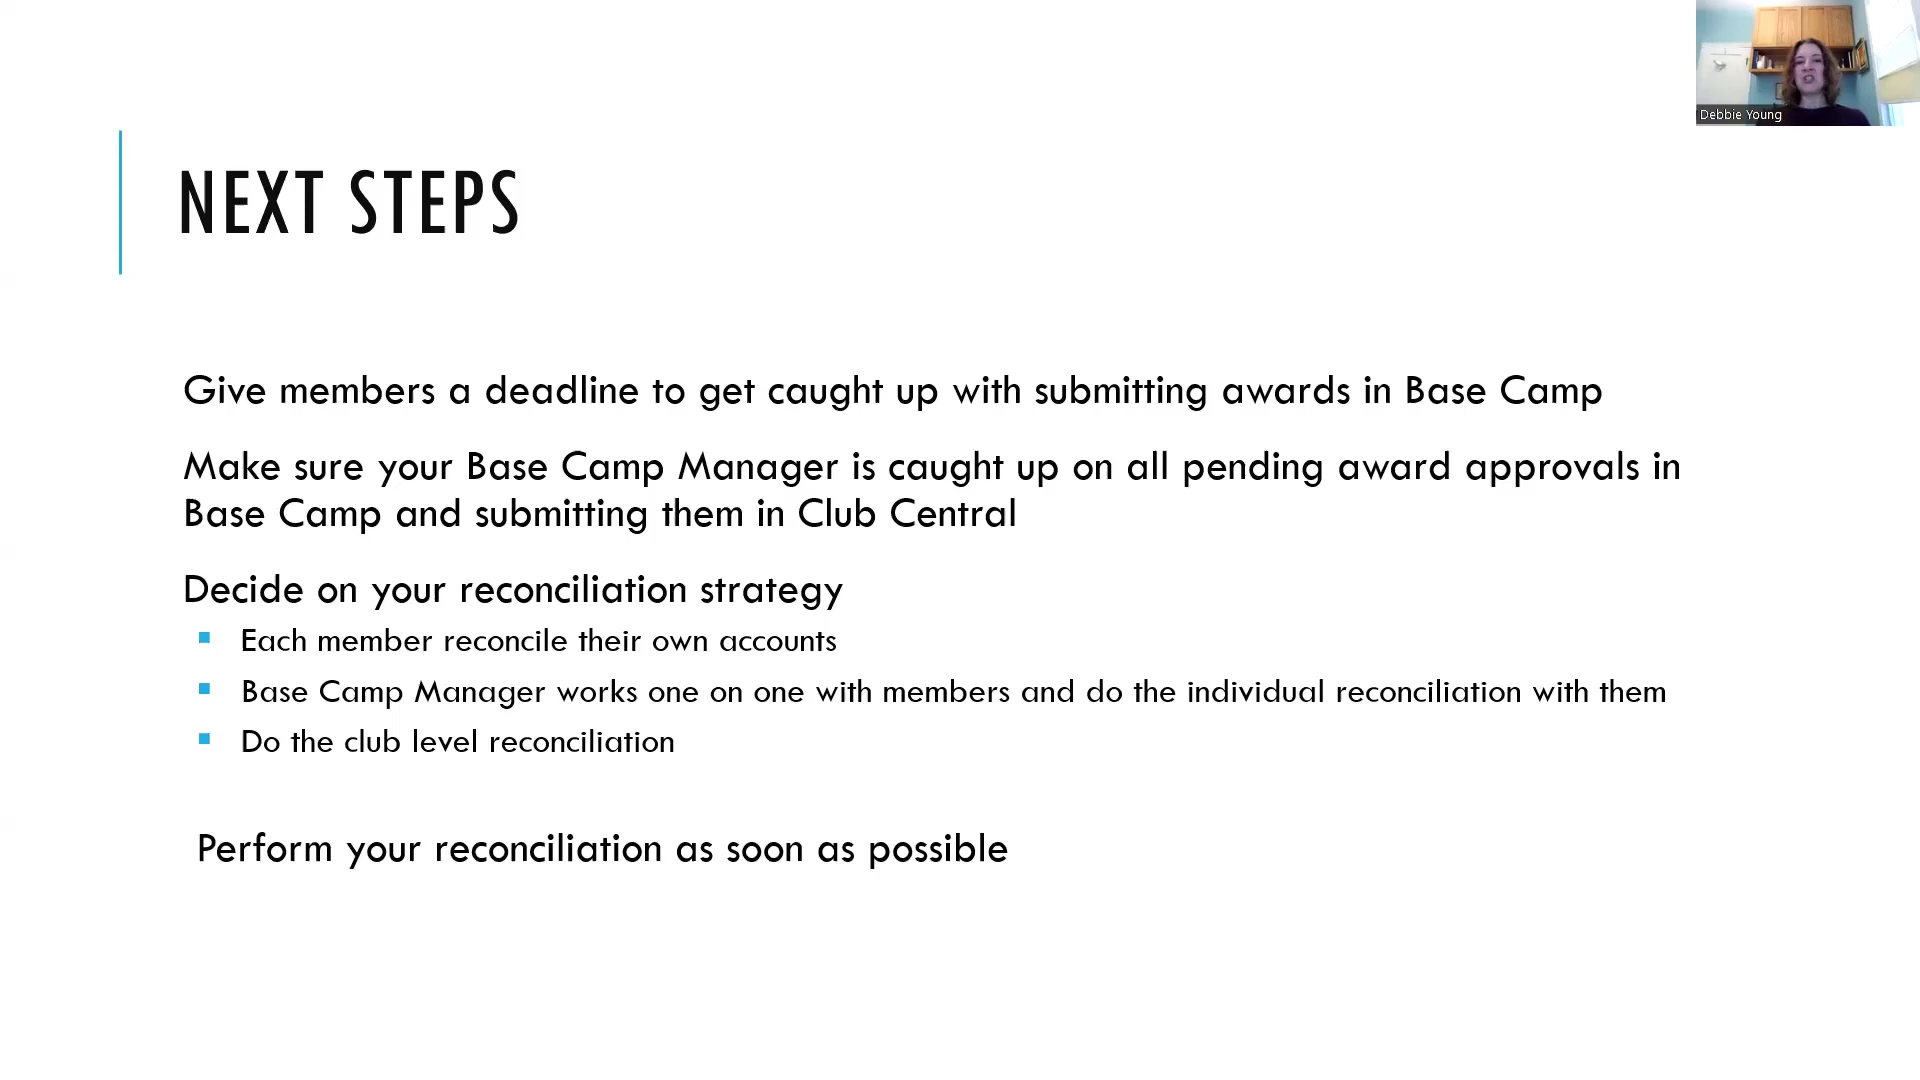 Debbie Young
NEXT STEPS
Give members a deadline to get caught up with submitting awards in Base Camp
Make sure your Base Camp Manager is caught up on all pending award approvals in
Base Camp and submitting them in Club Central
Decide on your reconciliation strategy
Each member reconcile their own accounts
Base Camp Manager works one on one with members and do the individual reconciliation with them
Do the club level reconciliation
Perform your reconciliation as soon as possible